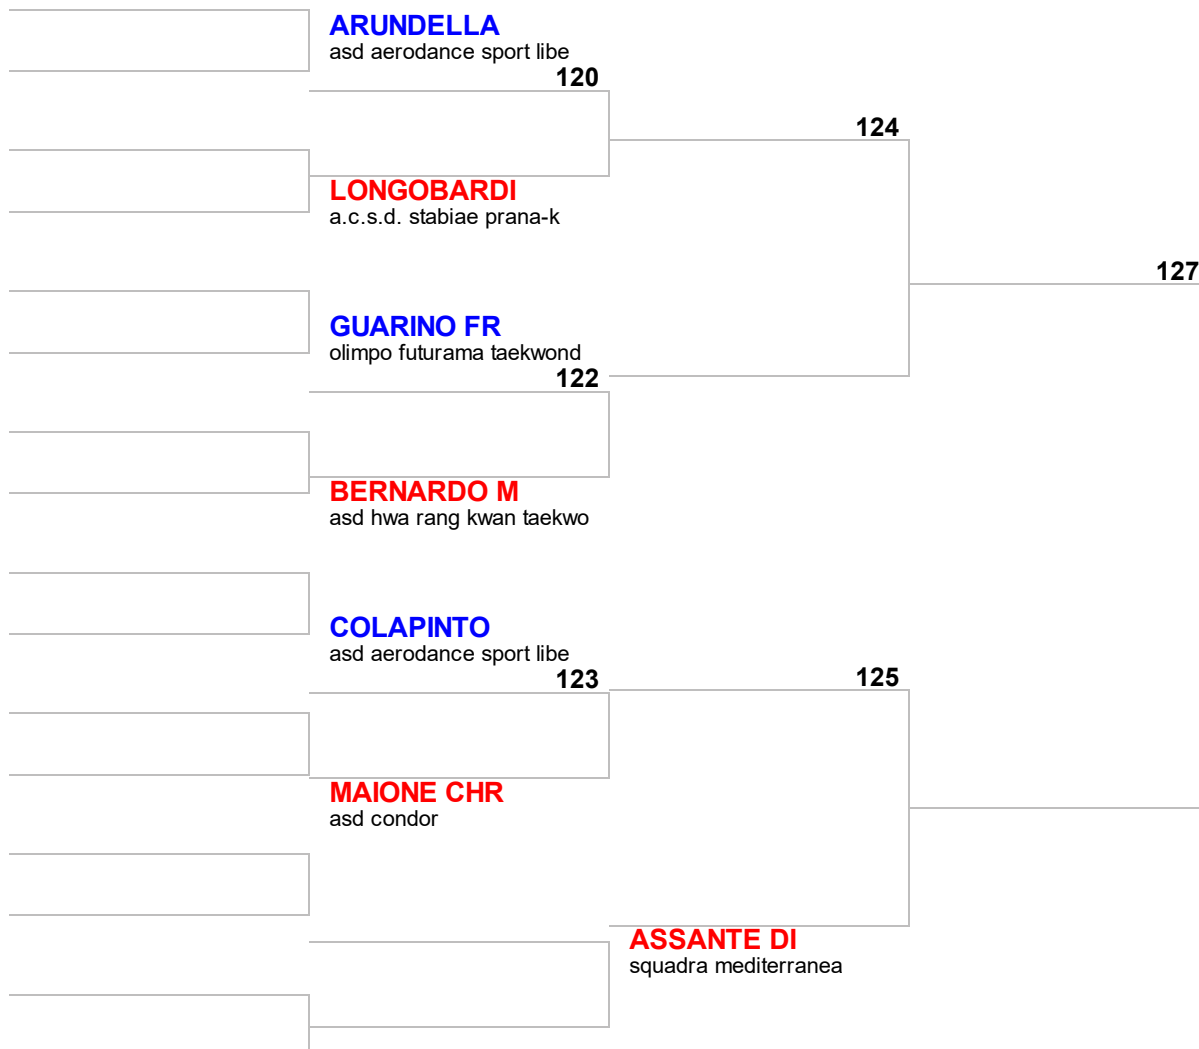 ARUNDELLA
asd aerodance sport libe
120
124
LONGOBARDI
a.c.s.d. stabiae prana-k
127
GUARINO FR
olimpo futurama taekwond
122
BERNARDO M
asd hwa rang kwan taekwo
COLAPINTO
asd aerodance sport libe
123
125
MAIONE CHR
asd condor
ASSANTE DI
squadra mediterranea